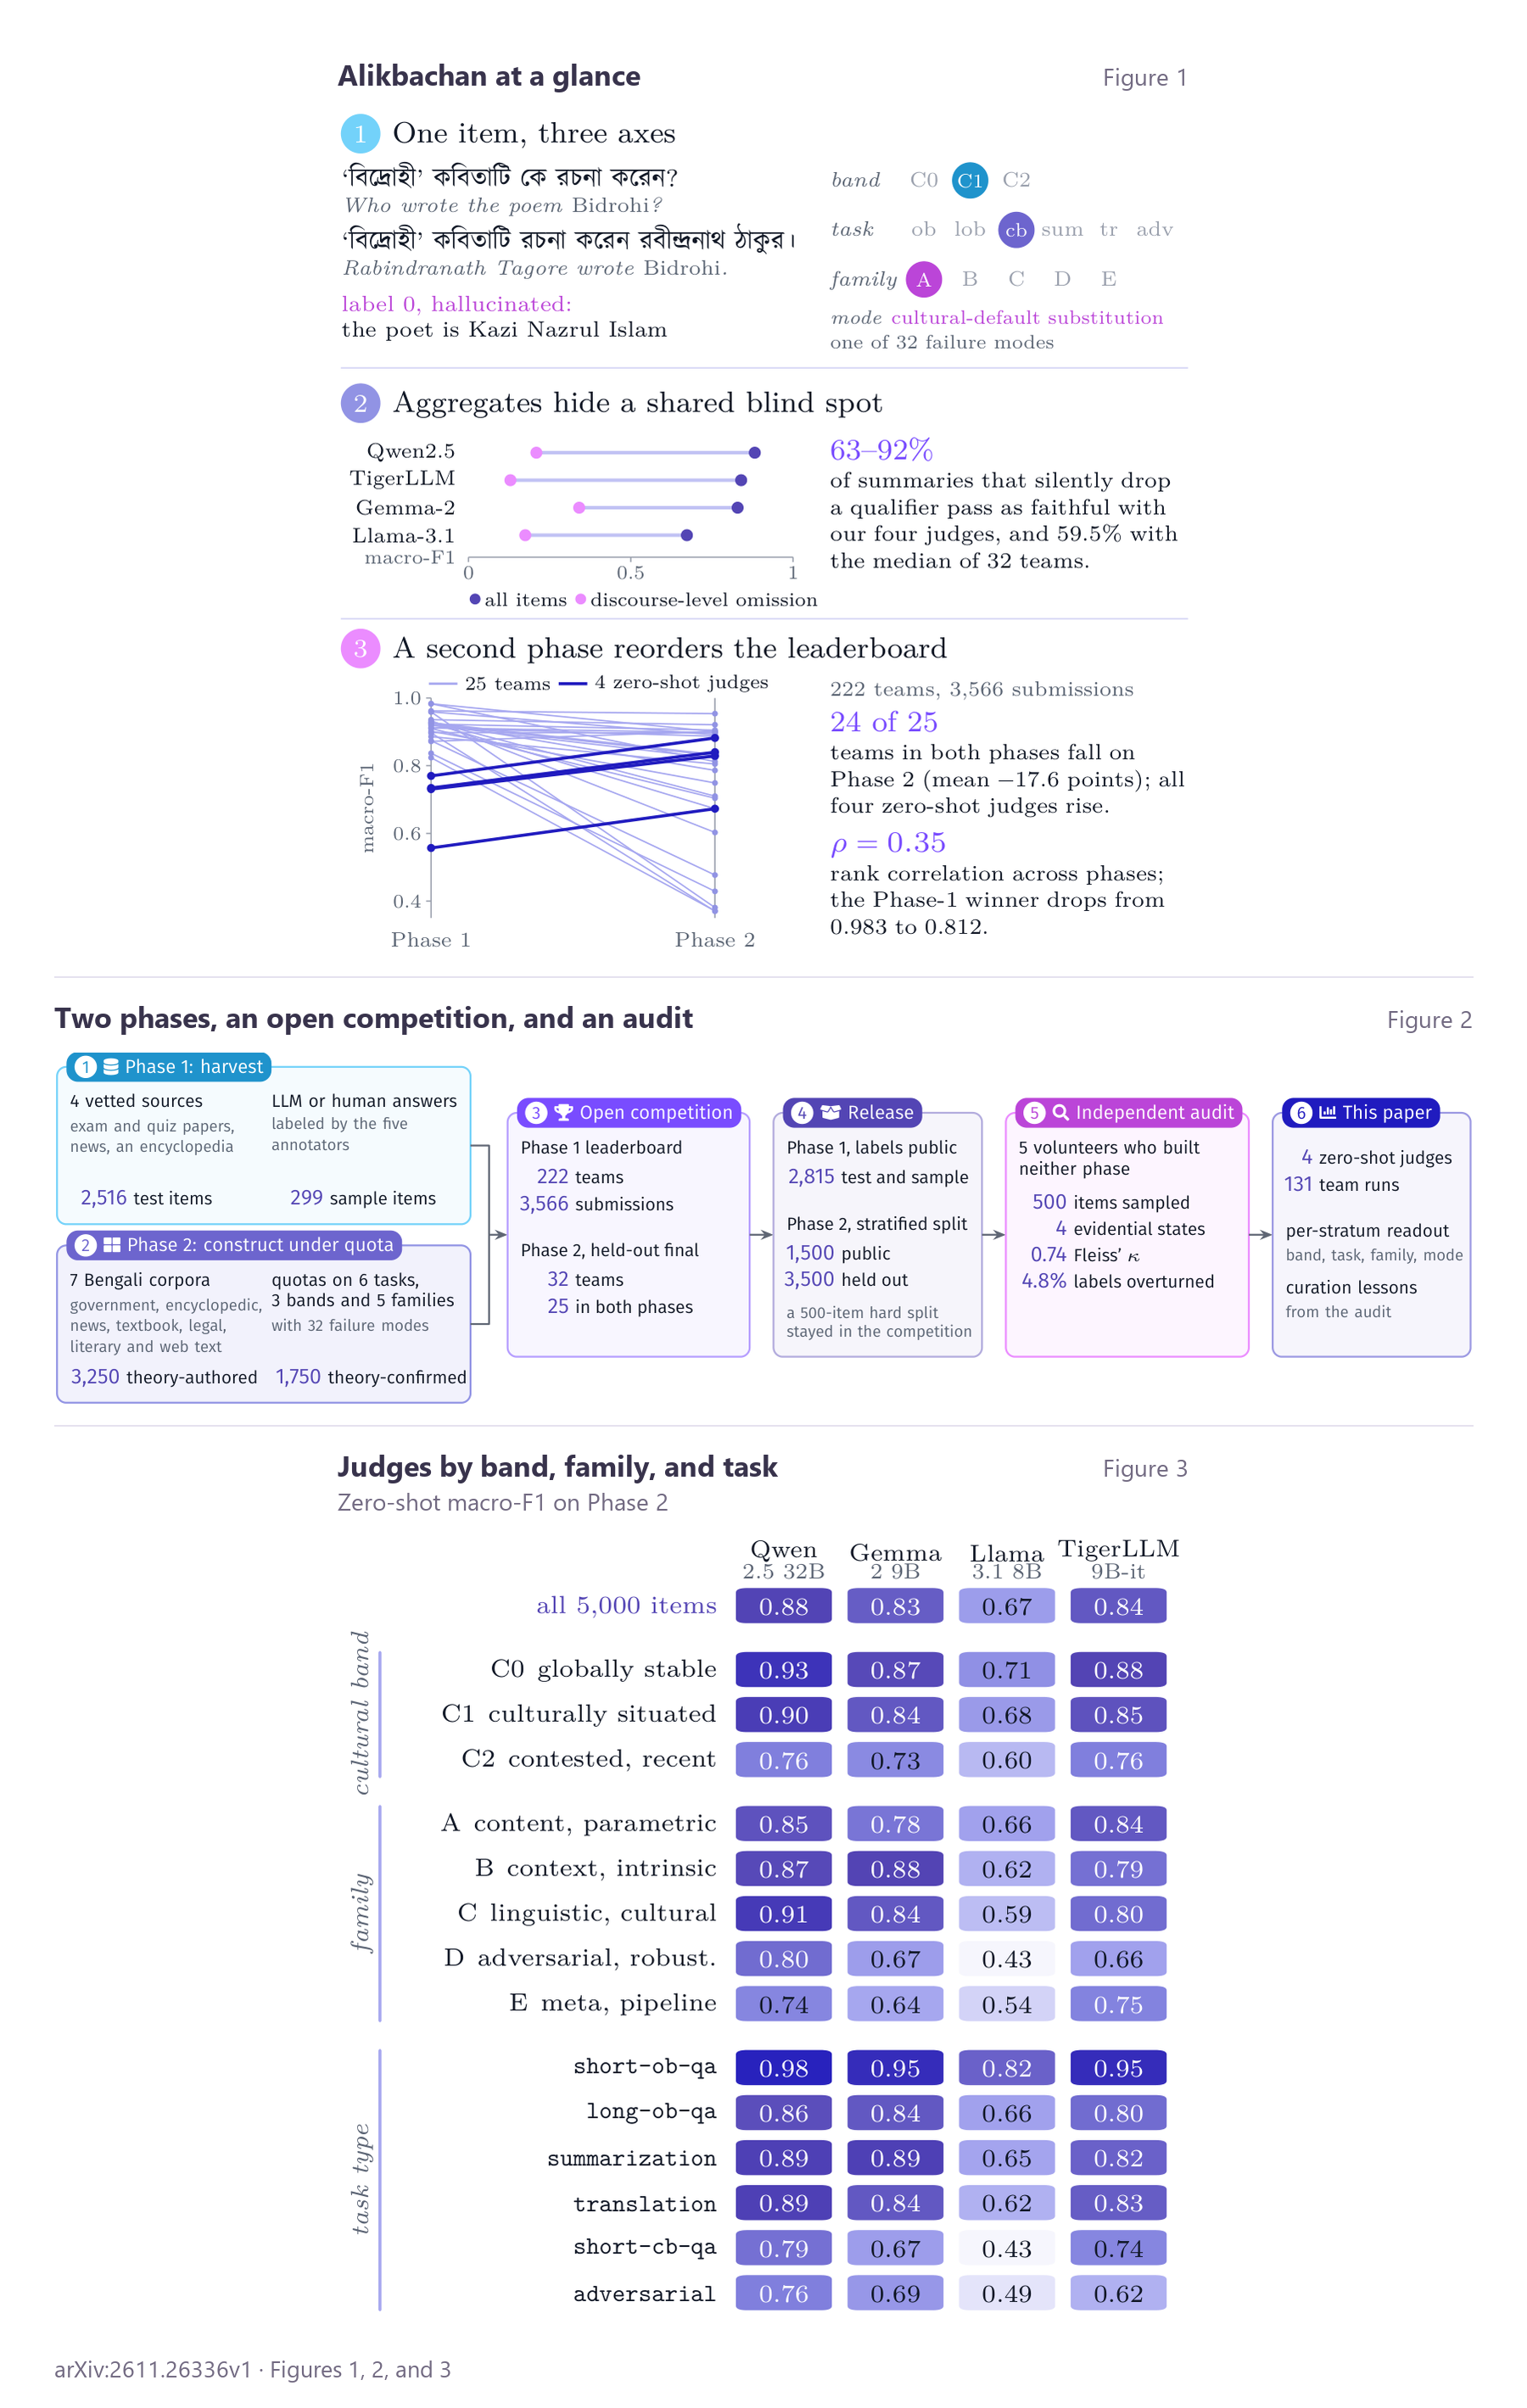 Alikbachan at a glance
Figure 1
1 One item, three axes
‘বিদ্রোহী’ কবিতাটি কে রচনা করেন?
Who wrote the poem Bidrohi?
‘বিদ্রোহী’ কবিতাটি রচনা করেন রবীন্দ্রনাথ ঠাকুর।
Rabindranath Tagore wrote Bidrohi.
label 0, hallucinated:
the poet is Kazi Nazrul Islam
band C0 C1 C2
task ob lob cb sum tr adv
family A B C D E
mode cultural-default substitution
one of 32 failure modes
2 Aggregates hide a shared blind spot
Qwen2.5
TigerLLM
Gemma-2
Llama-3.1
macro-F1
0 0.5 1
all items discourse-level omission
63–92%
of summaries that silently drop
a qualifier pass as faithful with
our four judges, and 59.5% with
the median of 32 teams.
3 A second phase reorders the leaderboard
25 teams 4 zero-shot judges
macro-F1
1.0
0.8
0.6
0.4
Phase 1 Phase 2
222 teams, 3,566 submissions
24 of 25
teams in both phases fall on
Phase 2 (mean −17.6 points); all
four zero-shot judges rise.
ρ = 0.35
rank correlation across phases;
the Phase-1 winner drops from
0.983 to 0.812.
Two phases, an open competition, and an audit
Figure 2
1 Phase 1: harvest
4 vetted sources
exam and quiz papers,
news, an encyclopedia
2,516 test items
LLM or human answers
labeled by the five
annotators
299 sample items
2 Phase 2: construct under quota
7 Bengali corpora
government, encyclopedic,
news, textbook, legal,
literary and web text
3,250 theory-authored
quotas on 6 tasks,
3 bands and 5 families
with 32 failure modes
1,750 theory-confirmed
3 Open competition
Phase 1 leaderboard
222 teams
3,566 submissions
Phase 2, held-out final
32 teams
25 in both phases
4 Release
Phase 1, labels public
2,815 test and sample
Phase 2, stratified split
1,500 public
3,500 held out
a 500-item hard split
stayed in the competition
5 Independent audit
5 volunteers who built
neither phase
500 items sampled
4 evidential states
0.74 Fleiss’ κ
4.8% labels overturned
6 This paper
4 zero-shot judges
131 team runs
per-stratum readout
band, task, family, mode
curation lessons
from the audit
Judges by band, family, and task
Figure 3
Zero-shot macro-F1 on Phase 2
Qwen Gemma Llama TigerLLM
2.5 32B 2 9B 3.1 8B 9B-it
all 5,000 items 0.88 0.83 0.67 0.84
cultural band
C0 globally stable 0.93 0.87 0.71 0.88
C1 culturally situated 0.90 0.84 0.68 0.85
C2 contested, recent 0.76 0.73 0.60 0.76
family
A content, parametric 0.85 0.78 0.66 0.84
B context, intrinsic 0.87 0.88 0.62 0.79
C linguistic, cultural 0.91 0.84 0.59 0.80
D adversarial, robust. 0.80 0.67 0.43 0.66
E meta, pipeline 0.74 0.64 0.54 0.75
task type
short-ob-qa 0.98 0.95 0.82 0.95
long-ob-qa 0.86 0.84 0.66 0.80
summarization 0.89 0.89 0.65 0.82
translation 0.89 0.84 0.62 0.83
short-cb-qa 0.79 0.67 0.43 0.74
adversarial 0.76 0.69 0.49 0.62
arXiv:2611.26336v1 · Figures 1, 2, and 3